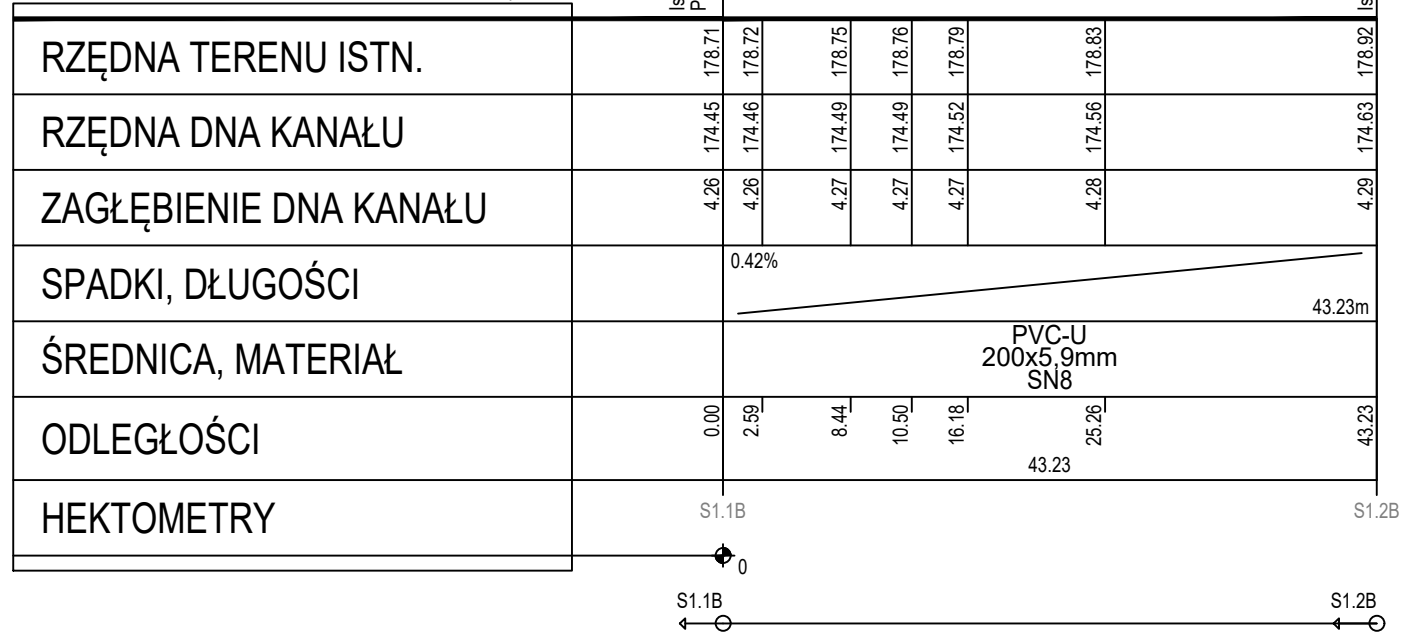 RZĘDNA TERENU ISTN. 178.71 178.72 178.75 178.76 178.79 178.83 178.92
RZĘDNA DNA KANAŁU 174.45 174.46 174.49 174.49 174.52 174.56 174.63
ZAGŁĘBIENIE DNA KANAŁU 4.26 4.26 4.27 4.27 4.27 4.28 4.29
SPADKI, DŁUGOŚCI 0.42% 43.23m
ŚREDNICA, MATERIAŁ
PVC-U
200x5,9mm
SN8
ODLEGŁOŚCI 0.00 2.59 8.44 10.50 16.18 25.26 43.23
43.23
HEKTOMETRY S1.1B S1.2B
0
S1.1B S1.2B